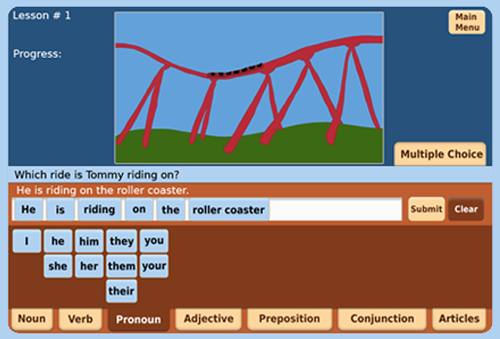 Lesson # 1
Main
Menu
Progress:
Multiple Choice
Which ride is Tommy riding on?
He is riding on the roller coaster.
He is riding on the roller coaster
Submit
Clear
I he him they you
she her them your
their
Noun Verb Pronoun Adjective Preposition Conjunction Articles